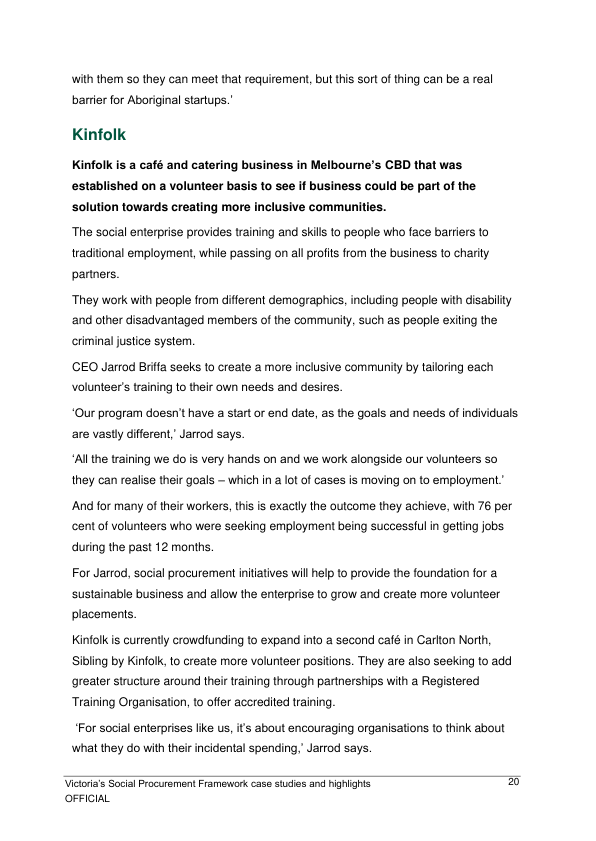 with them so they can meet that requirement, but this sort of thing can be a real
barrier for Aboriginal startups.’
Kinfolk
Kinfolk is a café and catering business in Melbourne’s CBD that was
established on a volunteer basis to see if business could be part of the
solution towards creating more inclusive communities.
The social enterprise provides training and skills to people who face barriers to
traditional employment, while passing on all profits from the business to charity
partners.
They work with people from different demographics, including people with disability
and other disadvantaged members of the community, such as people exiting the
criminal justice system.
CEO Jarrod Briffa seeks to create a more inclusive community by tailoring each
volunteer’s training to their own needs and desires.
‘Our program doesn’t have a start or end date, as the goals and needs of individuals
are vastly different,’ Jarrod says.
‘All the training we do is very hands on and we work alongside our volunteers so
they can realise their goals – which in a lot of cases is moving on to employment.’
And for many of their workers, this is exactly the outcome they achieve, with 76 per
cent of volunteers who were seeking employment being successful in getting jobs
during the past 12 months.
For Jarrod, social procurement initiatives will help to provide the foundation for a
sustainable business and allow the enterprise to grow and create more volunteer
placements.
Kinfolk is currently crowdfunding to expand into a second café in Carlton North,
Sibling by Kinfolk, to create more volunteer positions. They are also seeking to add
greater structure around their training through partnerships with a Registered
Training Organisation, to offer accredited training.
‘For social enterprises like us, it’s about encouraging organisations to think about
what they do with their incidental spending,’ Jarrod says.
Victoria’s Social Procurement Framework case studies and highlights 20
OFFICIAL